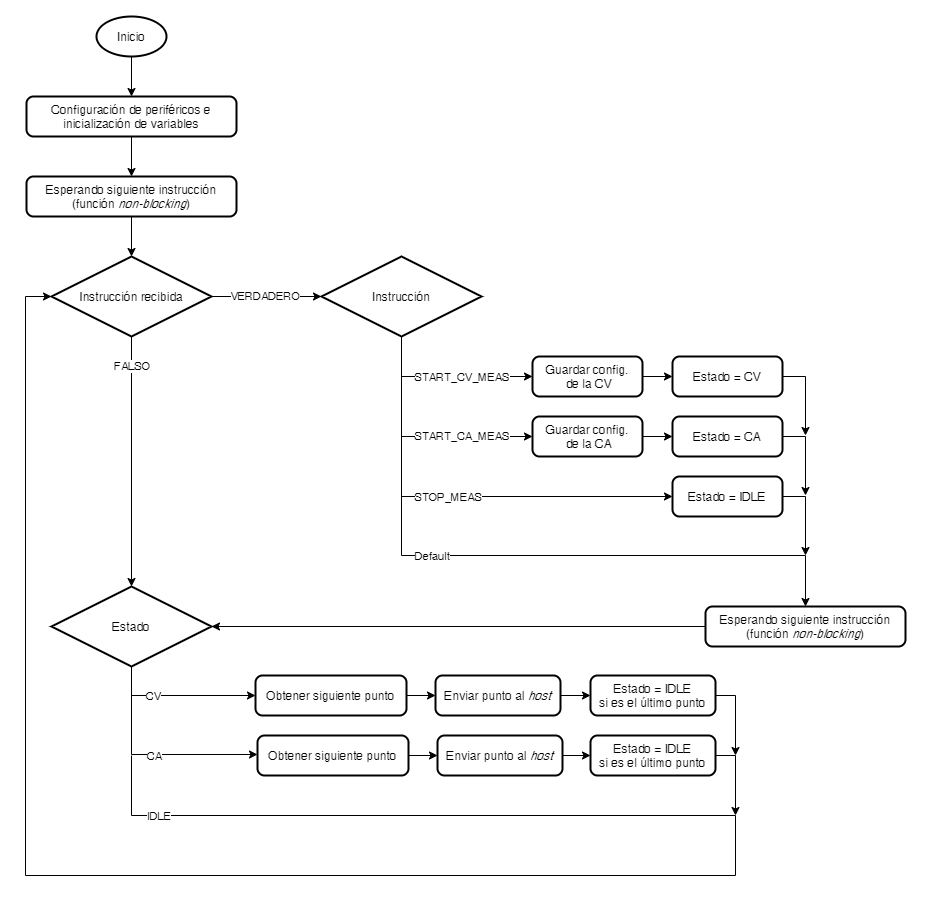 Inicio
Configuración de periféricos e
inicialización de variables
Esperando siguiente instrucción
(función non-blocking)
Instrucción recibida
VERDADERO
Instrucción
FALSO
START_CV_MEAS
Guardar config.
de la CV
Estado = CV
START_CA_MEAS
Guardar config.
de la CA
Estado = CA
STOP_MEAS
Estado = IDLE
Default
Esperando siguiente instrucción
(función non-blocking)
Estado
CV
Obtener siguiente punto
Enviar punto al host
Estado = IDLE
si es el último punto
CA
Obtener siguiente punto
Enviar punto al host
Estado = IDLE
si es el último punto
IDLE